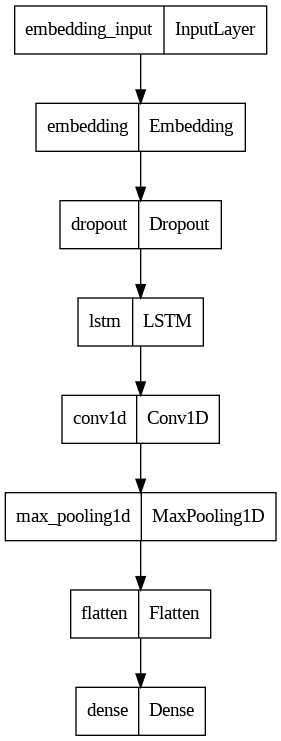 embedding_input InputLayer
embedding Embedding
dropout Dropout
lstm LSTM
conv1d Conv1D
max_pooling1d MaxPooling1D
flatten Flatten
dense Dense